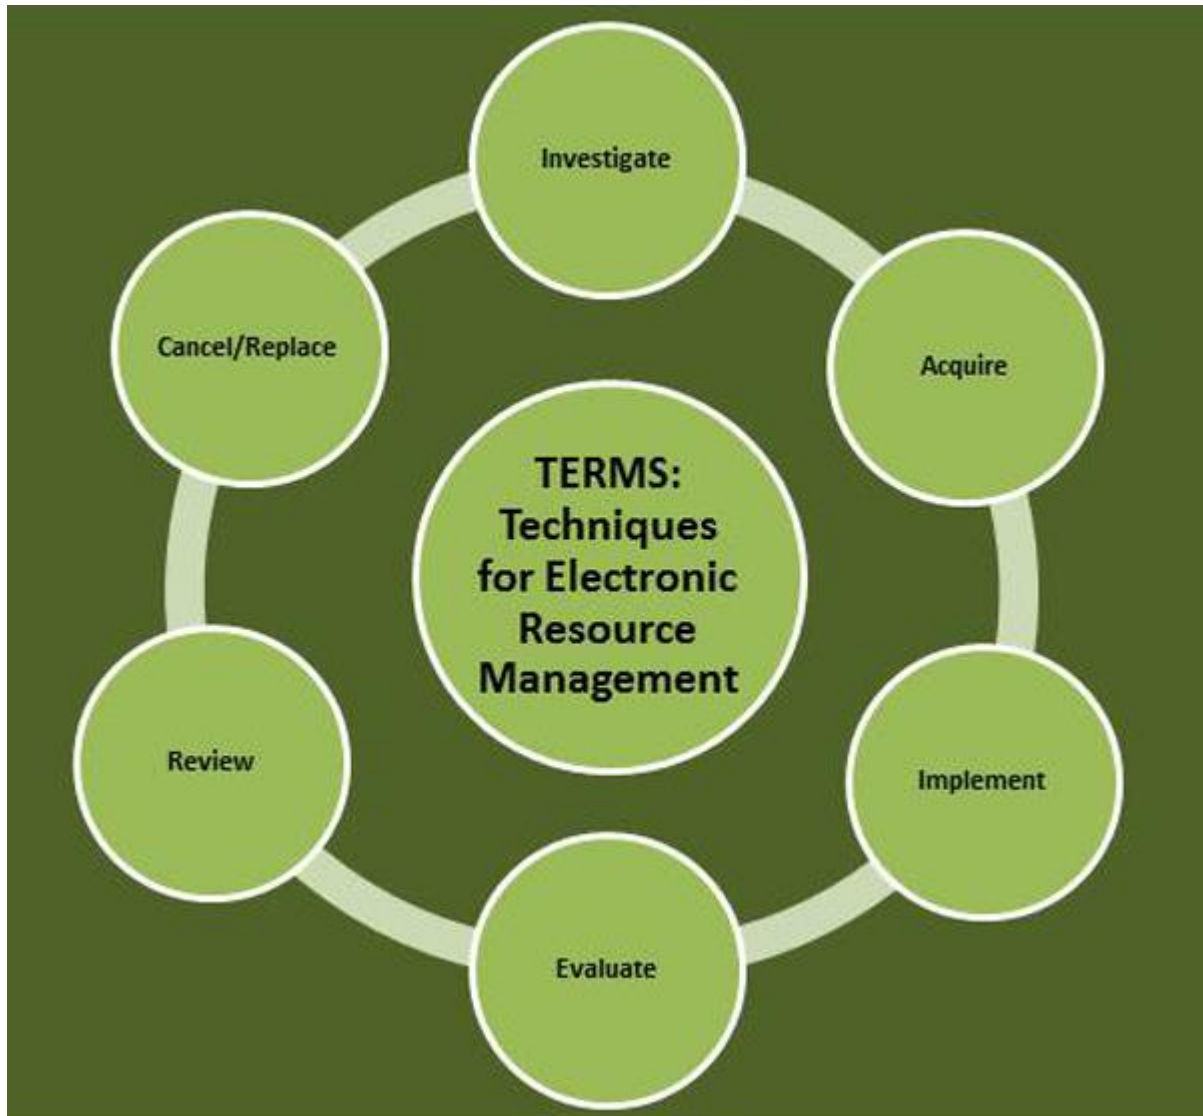 Investigate
Acquire
Implement
Evaluate
Review
Cancel/Replace
TERMS:
Techniques
for Electronic
Resource
Management